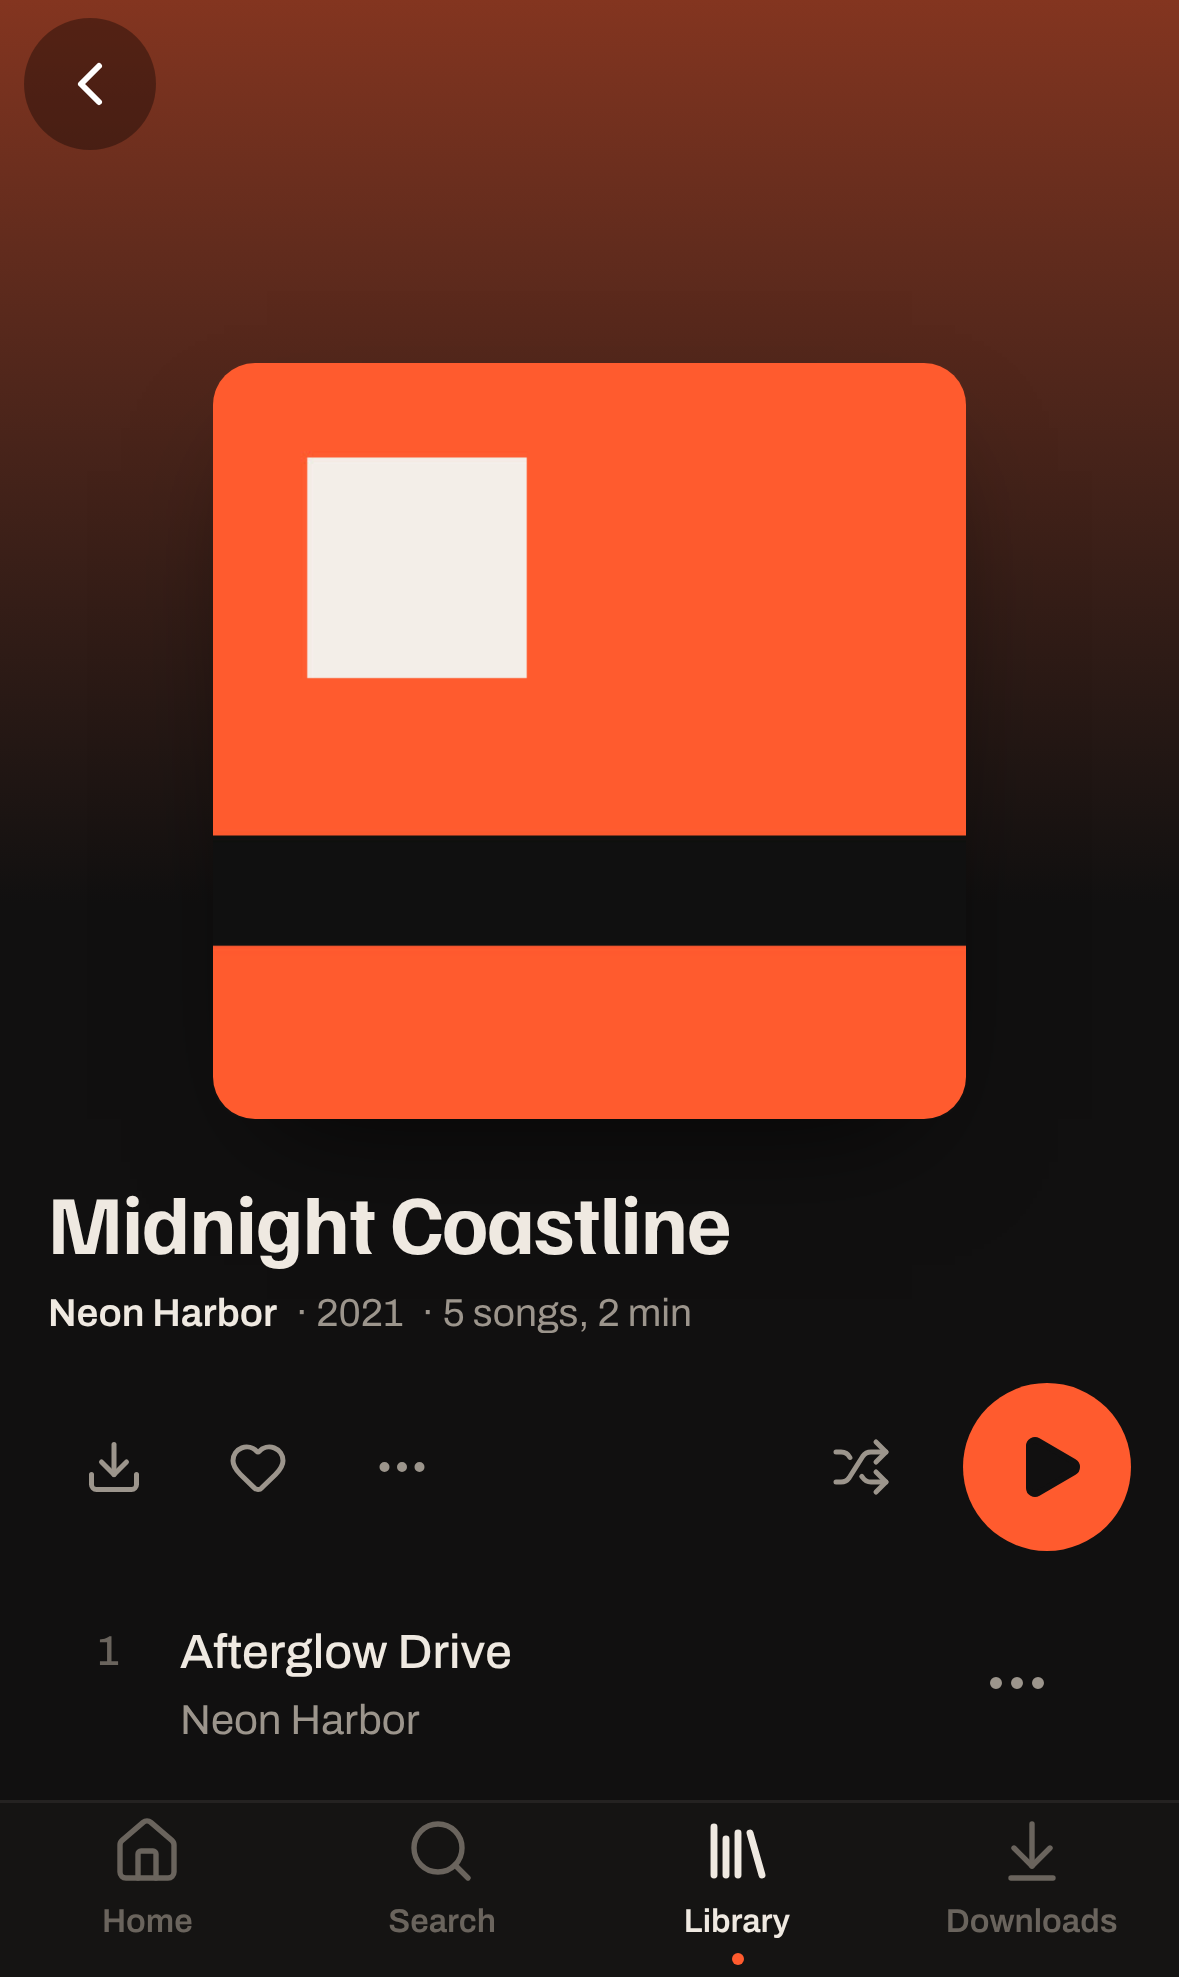 Midnight Coastline
Neon Harbor · 2021 · 5 songs, 2 min
1 Afterglow Drive
Neon Harbor
Home Search Library Downloads